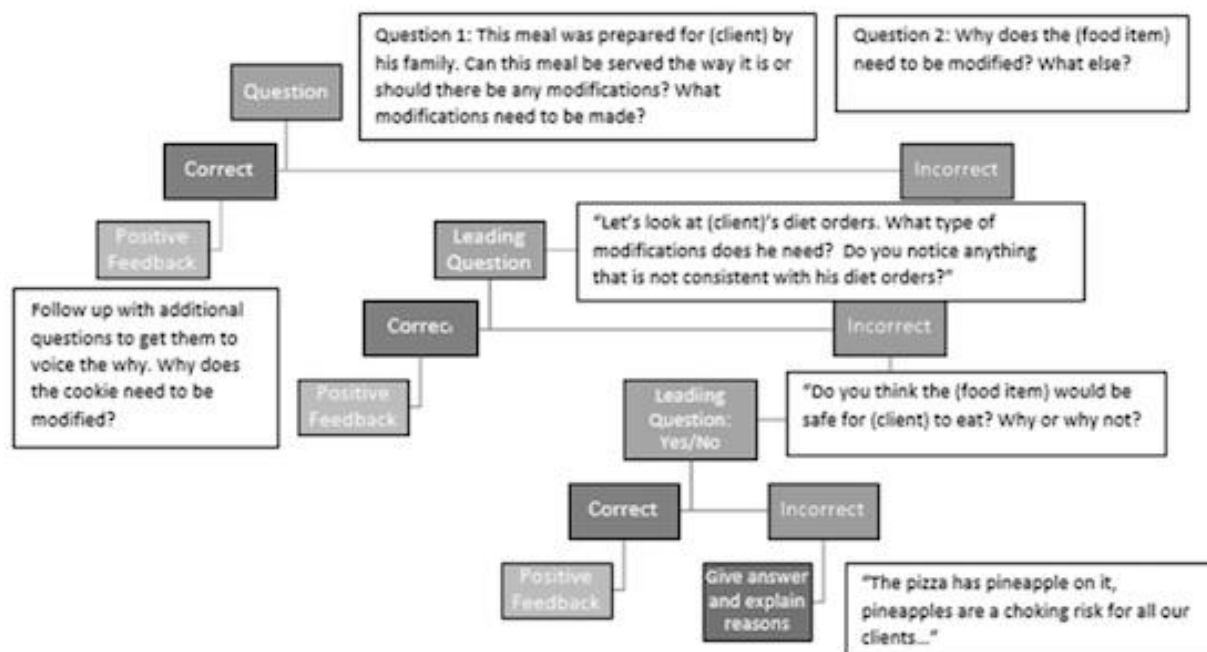 Question 1: This meal was prepared for (client) by
his family. Can this meal be served the way it is or
should there be any modifications? What
modifications need to be made?
Question 2: Why does the (food item)
need to be modified? What else?
Question
Correct
Incorrect
Positive
Feedback
Follow up with additional
questions to get them to
voice the why. Why does
the cookie need to be
modified?
Leading
Question
“Let’s look at (client)’s diet orders. What type of
modifications does he need?  Do you notice anything
that is not consistent with his diet orders?”
Correct
Incorrect
Positive
Feedback
Leading
Question:
Yes/No
“Do you think the (food item) would be
safe for (client) to eat? Why or why not?
Correct
Incorrect
Positive
Feedback
Give answer
and explain
reasons
“The pizza has pineapple on it,
pineapples are a choking risk for all our
clients…”